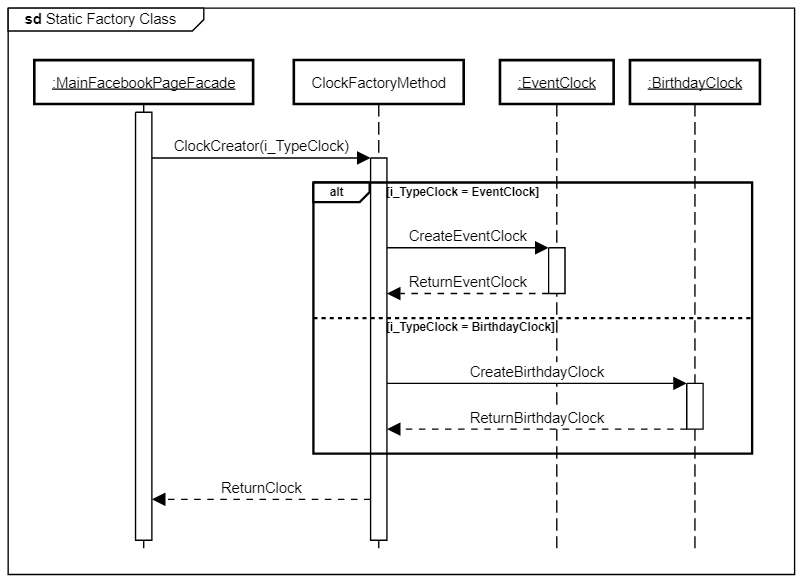 sd Static Factory Class
:MainFacebookPageFacade
ClockFactoryMethod
:EventClock
:BirthdayClock
ClockCreator(i_TypeClock)
alt
[i_TypeClock = EventClock]
CreateEventClock
ReturnEventClock
[i_TypeClock = BirthdayClock]
CreateBirthdayClock
ReturnBirthdayClock
ReturnClock